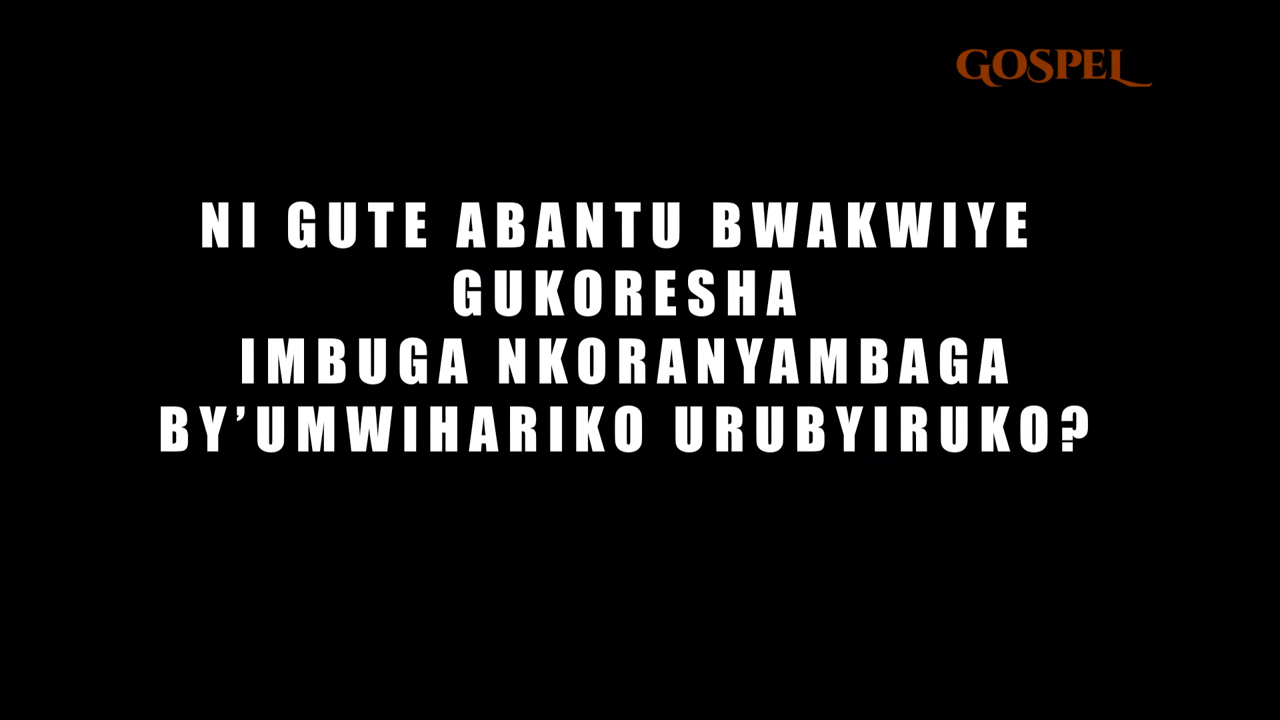 GOSPEL
NI GUTE ABANTU BWAKWIYE
GUKORESHA
IMBUGA NKORANYAMBAGA
BY’UMWIHARIKO URUBYIRUKO?